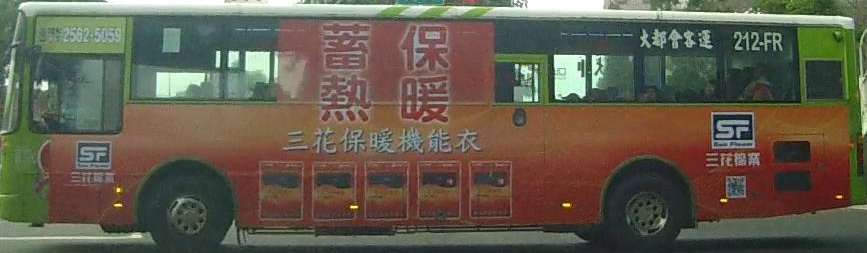 2562-5059
保暖
蓄熱
大都會客運
212-FR
三花保暖機能衣
SF
三花棉業
SF
Sun Flower
三花棉業